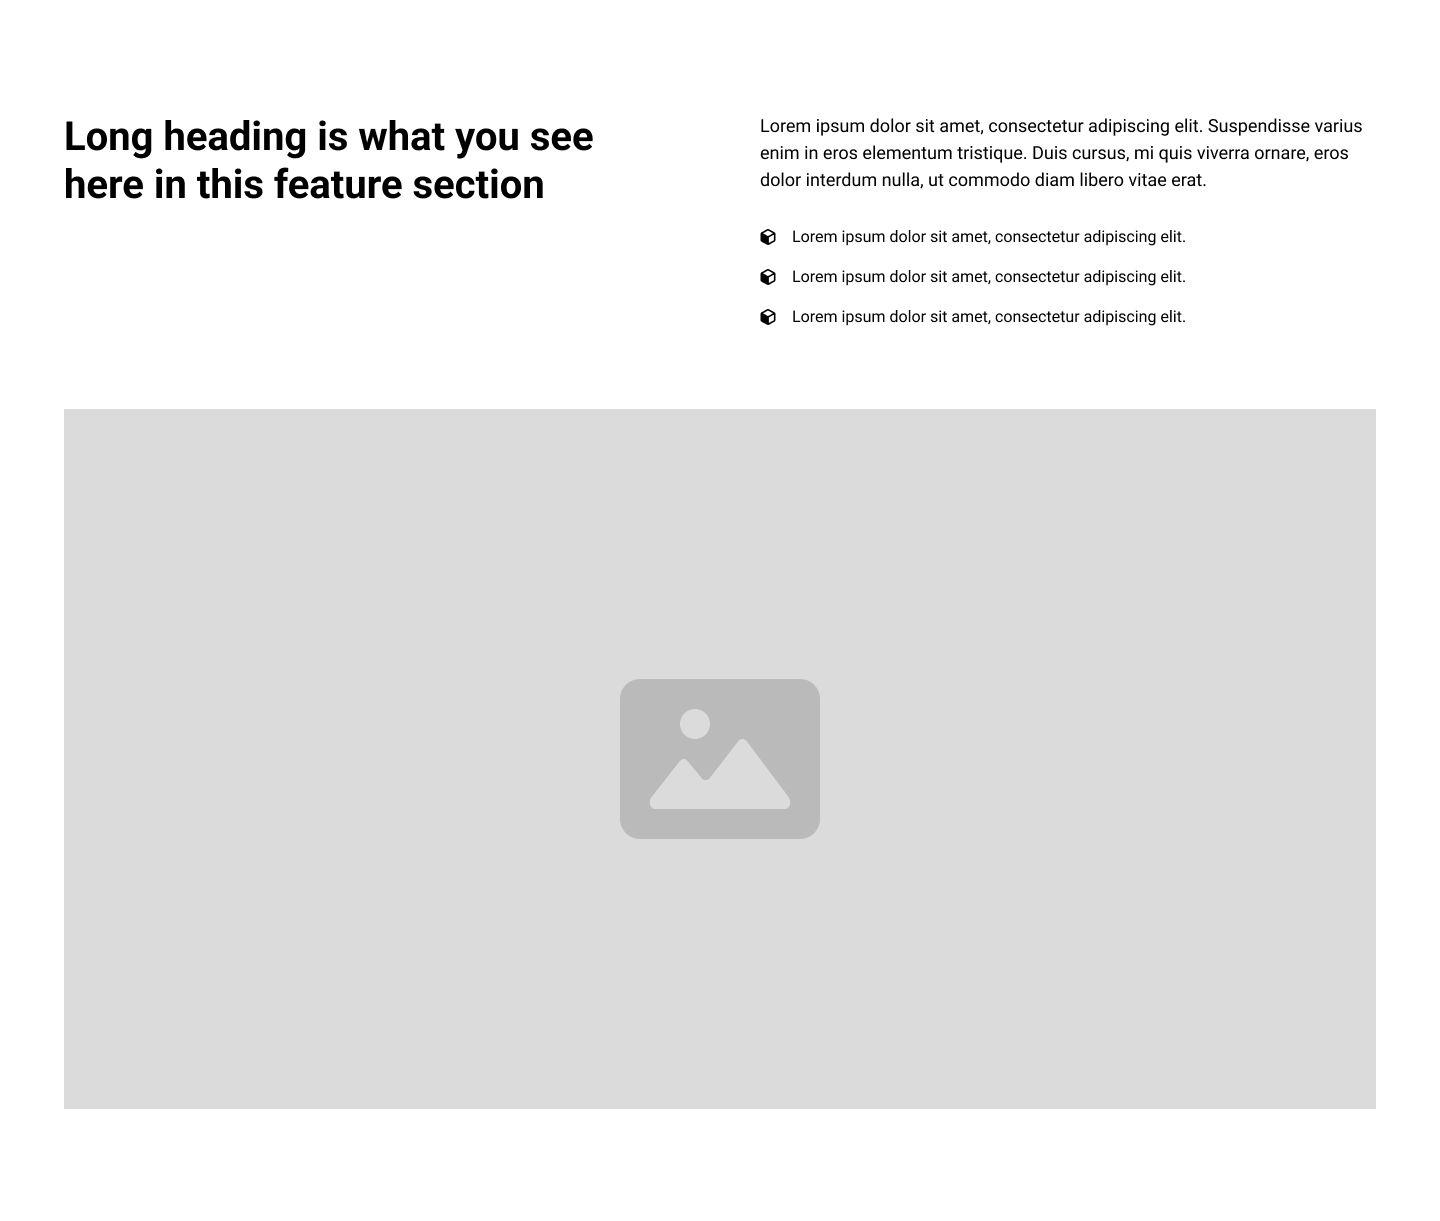 Long heading is what you see
here in this feature section
Lorem ipsum dolor sit amet, consectetur adipiscing elit. Suspendisse varius
enim in eros elementum tristique. Duis cursus, mi quis viverra ornare, eros
dolor interdum nulla, ut commodo diam libero vitae erat.
Lorem ipsum dolor sit amet, consectetur adipiscing elit.
Lorem ipsum dolor sit amet, consectetur adipiscing elit.
Lorem ipsum dolor sit amet, consectetur adipiscing elit.